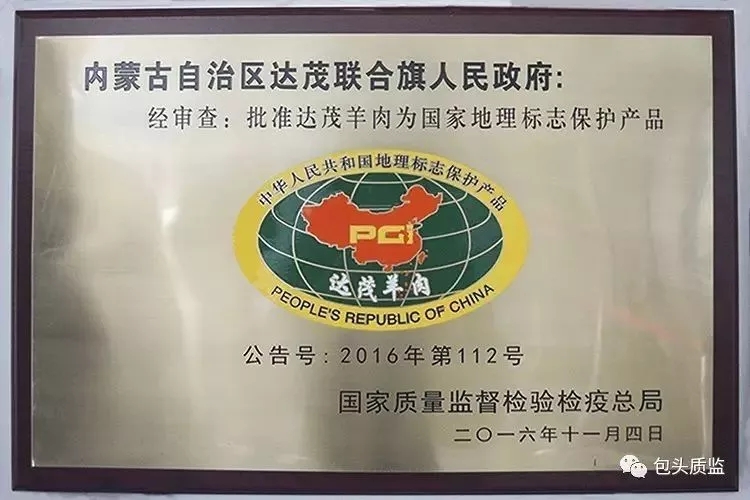 内蒙古自治区达茂联合旗人民政府:
经审查:批准达茂羊肉为国家地理标志保护产品
中华人民共和国地理标志保护产品
PGI
达茂羊肉
PEOPLE'S REPUBLIC OF CHINA
公告号:2016年第112号
国家质量监督检验检疫总局
二〇一六年十一月四日
包头质监